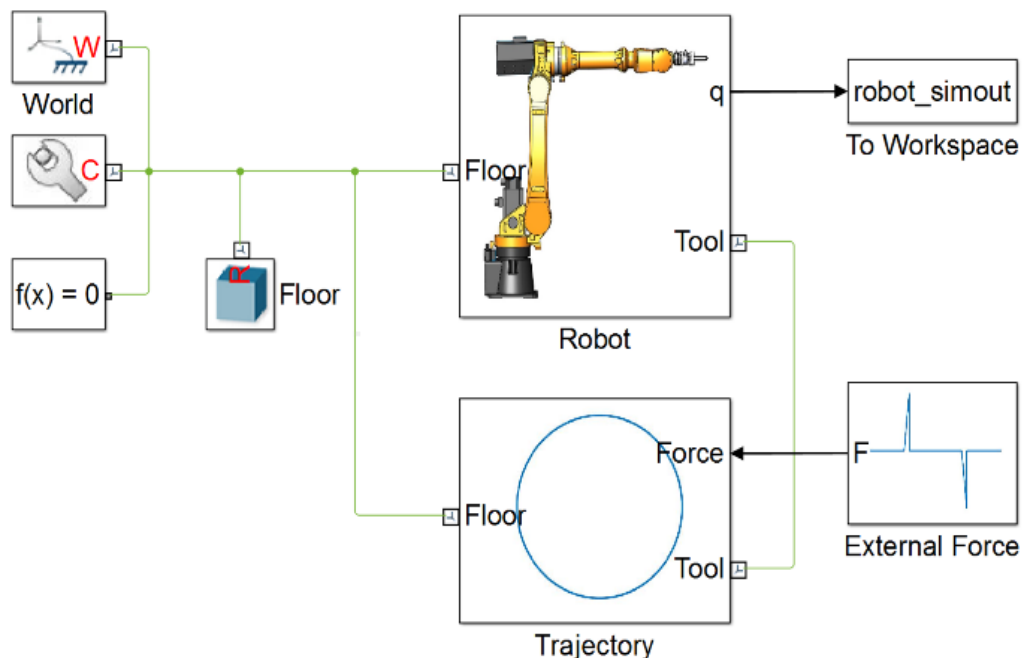 W
World
C
f(x) = 0
R
Floor
Floor
q
Tool
Robot
robot_simout
To Workspace
Floor
Force
Tool
Trajectory
F
External Force